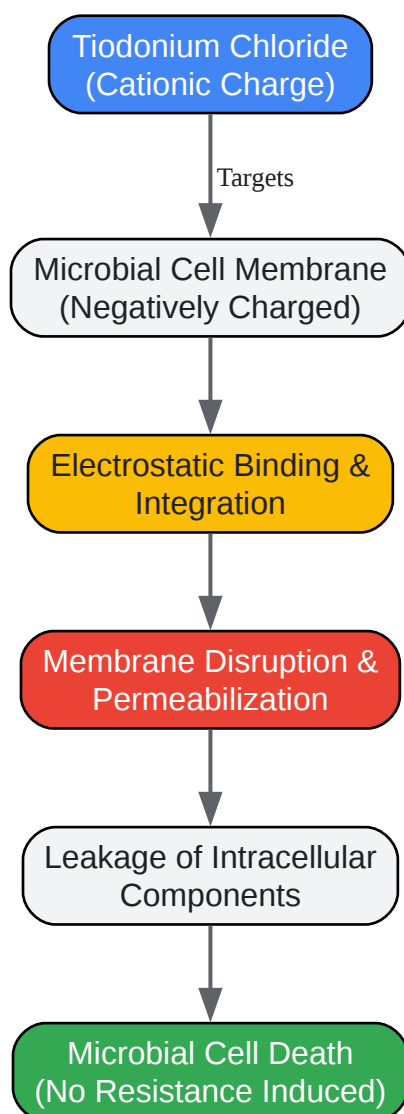 Tiodonium Chloride
(Cationic Charge)
Targets
Microbial Cell Membrane
(Negatively Charged)
Electrostatic Binding &
Integration
Membrane Disruption &
Permeabilization
Leakage of Intracellular
Components
Microbial Cell Death
(No Resistance Induced)